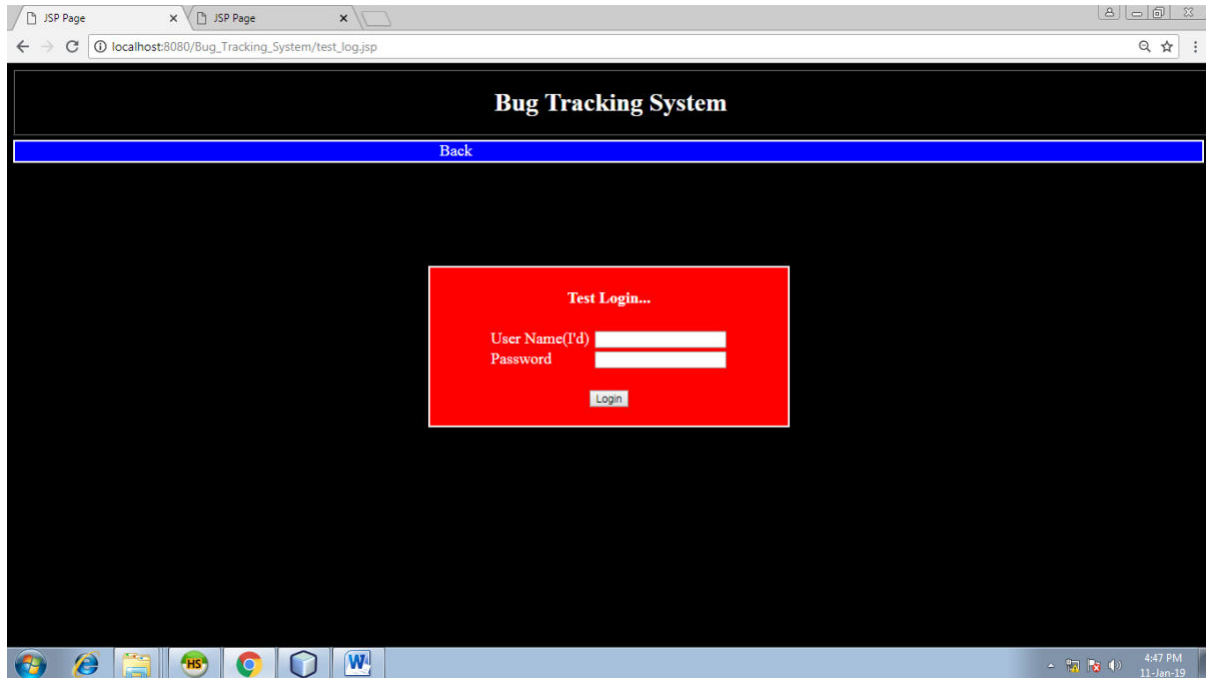 JSP Page
JSP Page
localhost:8080/Bug_Tracking_System/test_log.jsp
Bug Tracking System
Back
Test Login...
User Name(I'd)
Password
Login
HS
W
4:47 PM
11-Jan-19